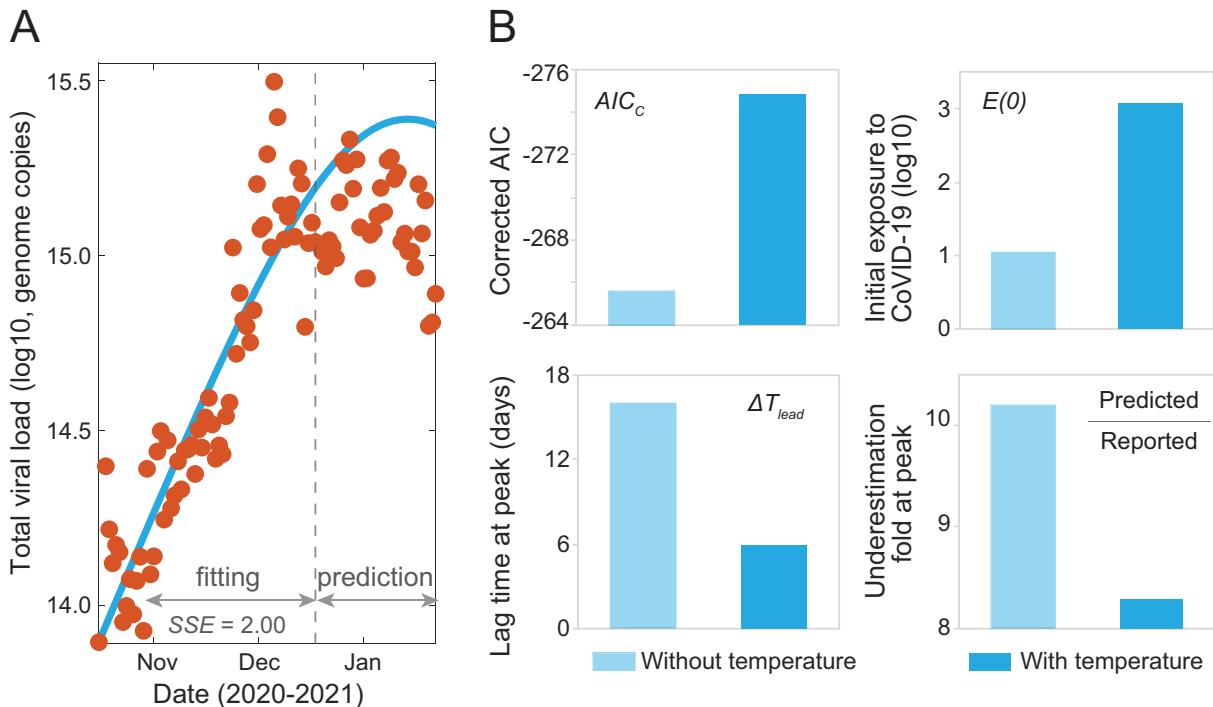 A
Total viral load (log10, genome copies)
15.5
15.0
14.5
14.0
fitting
prediction
SSE = 2.00
Nov
Dec
Jan
Date (2020-2021)
B
Corrected AIC
-276
-272
-268
-264
AICC
Initial exposure to
CoVID-19 (log10)
3
2
1
0
E(0)
Lag time at peak (days)
18
12
6
0
ΔTlead
Underestimation
fold at peak
10
9
8
Predicted
Reported
Without temperature
With temperature